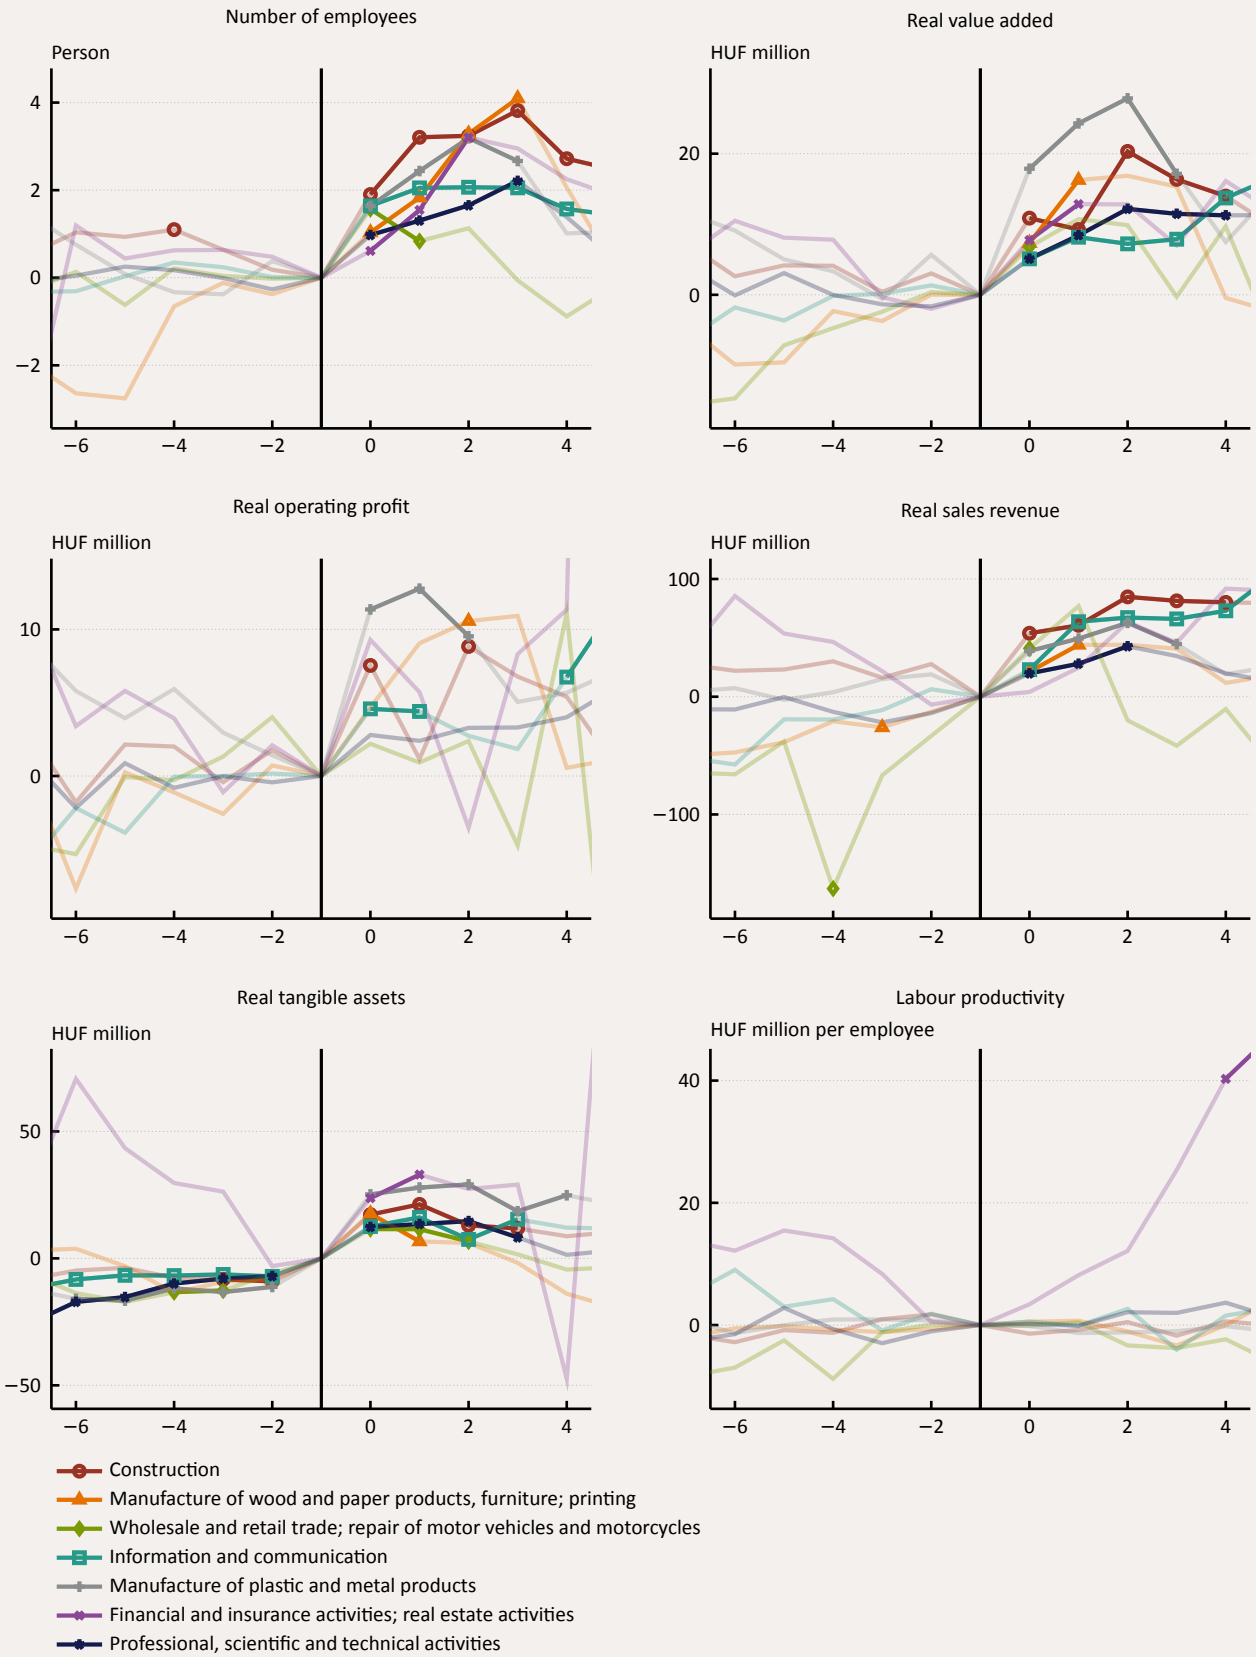 Number of employees
Real value added
Person
HUF million
4
2
0
−2
20
0
−6 −4 −2 0 2 4
−6 −4 −2 0 2 4
Real operating profit
Real sales revenue
HUF million
HUF million
10
0
100
0
−100
−6 −4 −2 0 2 4
−6 −4 −2 0 2 4
Real tangible assets
Labour productivity
HUF million
HUF million per employee
50
0
−50
40
20
0
−6 −4 −2 0 2 4
−6 −4 −2 0 2 4
Construction
Manufacture of wood and paper products, furniture; printing
Wholesale and retail trade; repair of motor vehicles and motorcycles
Information and communication
Manufacture of plastic and metal products
Financial and insurance activities; real estate activities
Professional, scientific and technical activities